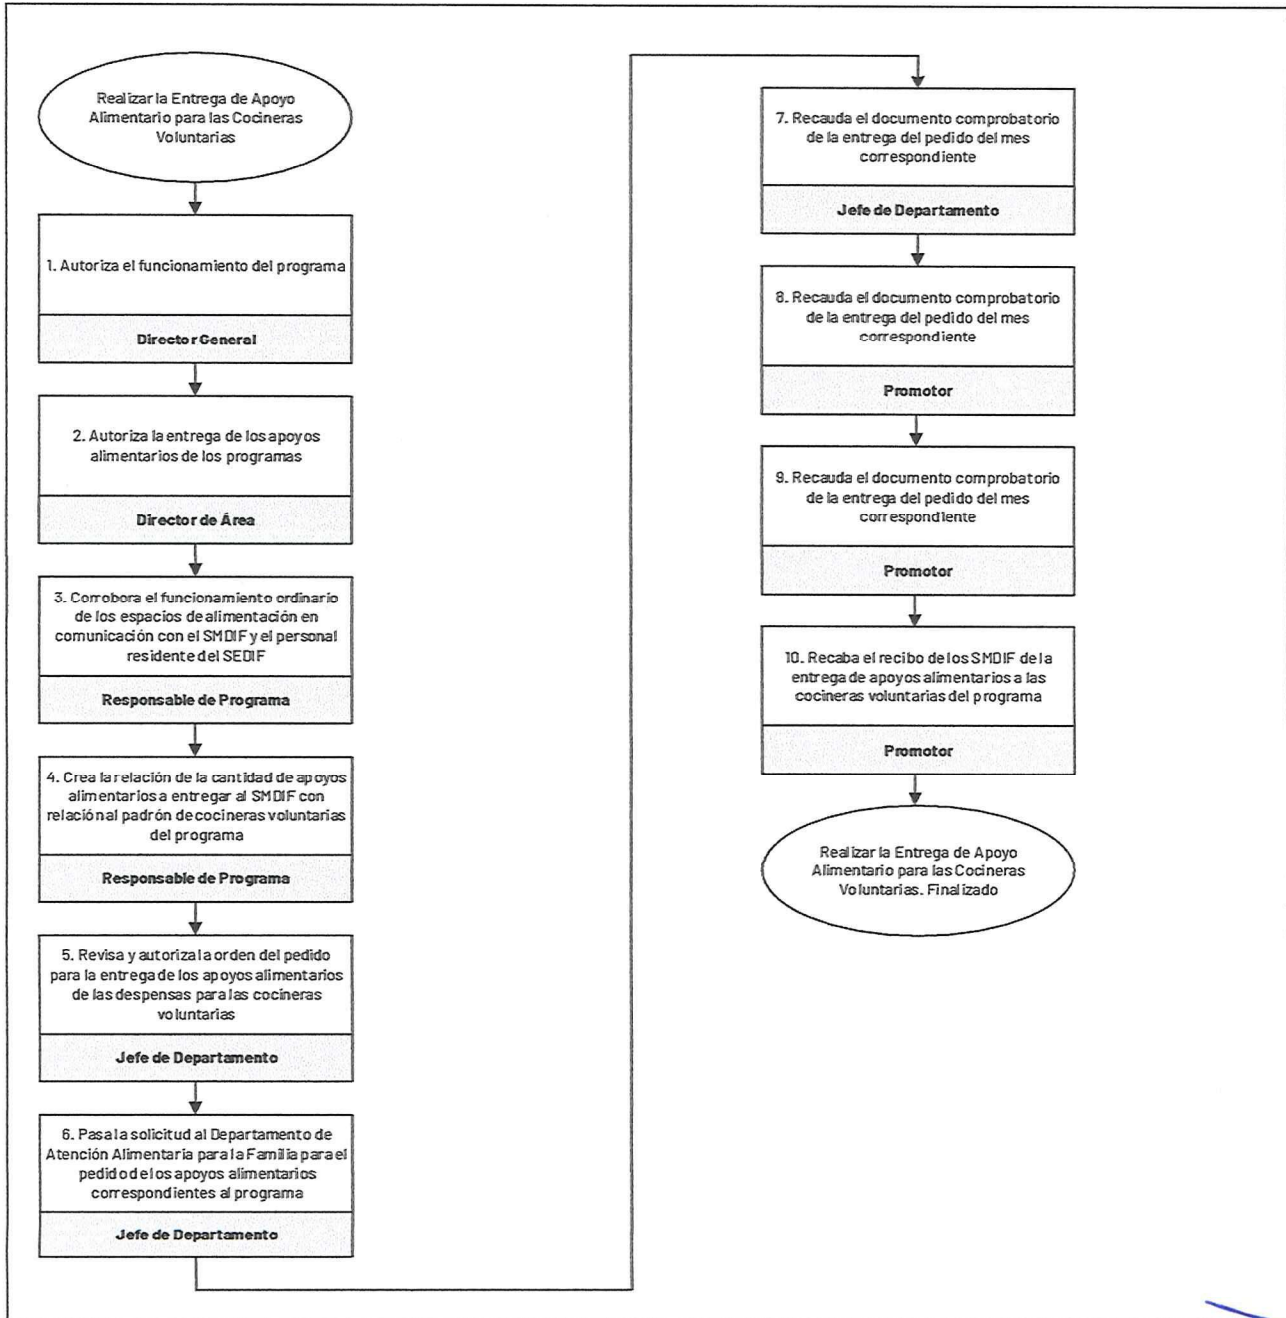 Realizar la Entrega de Apoyo
Alimentario para las Cocineras
Voluntarias
1. Autoriza el funcionamiento del programa
Director General
2. Autoriza la entrega de los apoyos
alimentarios de los programas
Director de Área
3. Corrobora el funcionamiento ordinario
de los espacios de alimentación en
comunicación con el SMDIF y el personal
residente del SEDIF
Responsable de Programa
4. Crea la relación de la cantidad de apoyos
alimentarios a entregar al SMDIF con
relación al padrón de cocineras voluntarias
del programa
Responsable de Programa
5. Revisa y autoriza la orden del pedido
para la entrega de los apoyos alimentarios
de las despensas para las cocineras
voluntarias
Jefe de Departamento
6. Pasa la solicitud al Departamento de
Atención Alimentaria para la Familia para el
pedido de los apoyos alimentarios
correspondientes al programa
Jefe de Departamento
7. Recauda el documento comprobatorio
de la entrega del pedido del mes
correspondiente
Jefe de Departamento
8. Recauda el documento comprobatorio
de la entrega del pedido del mes
correspondiente
Promotor
9. Recauda el documento comprobatorio
de la entrega del pedido del mes
correspondiente
Promotor
10. Recaba el recibo de los SMDIF de la
entrega de apoyos alimentarios a las
cocineras voluntarias del programa
Promotor
Realizar la Entrega de Apoyo
Alimentario para las Cocineras
Voluntarias. Finalizado